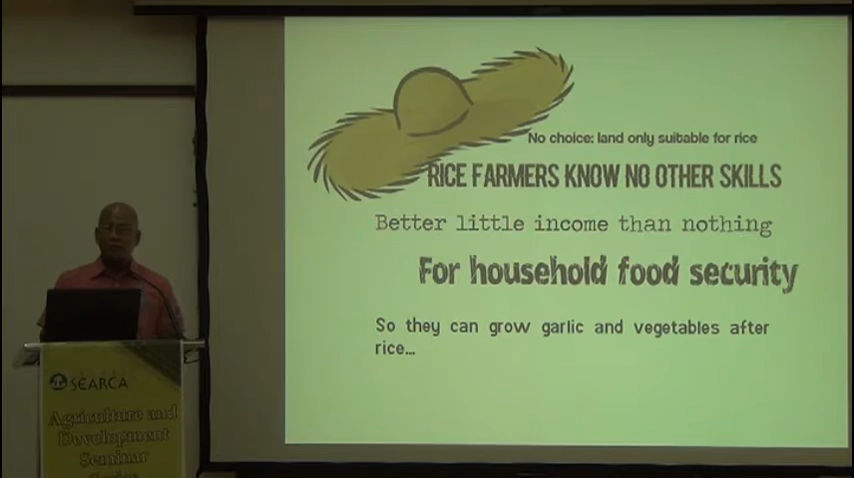 No choice: land only suitable for rice
RICE FARMERS KNOW NO OTHER SKILLS
Better little income than nothing
For household food security
So they can grow garlic and vegetables after
rice…
SEARCA
Agriculture and
Development
Seminar